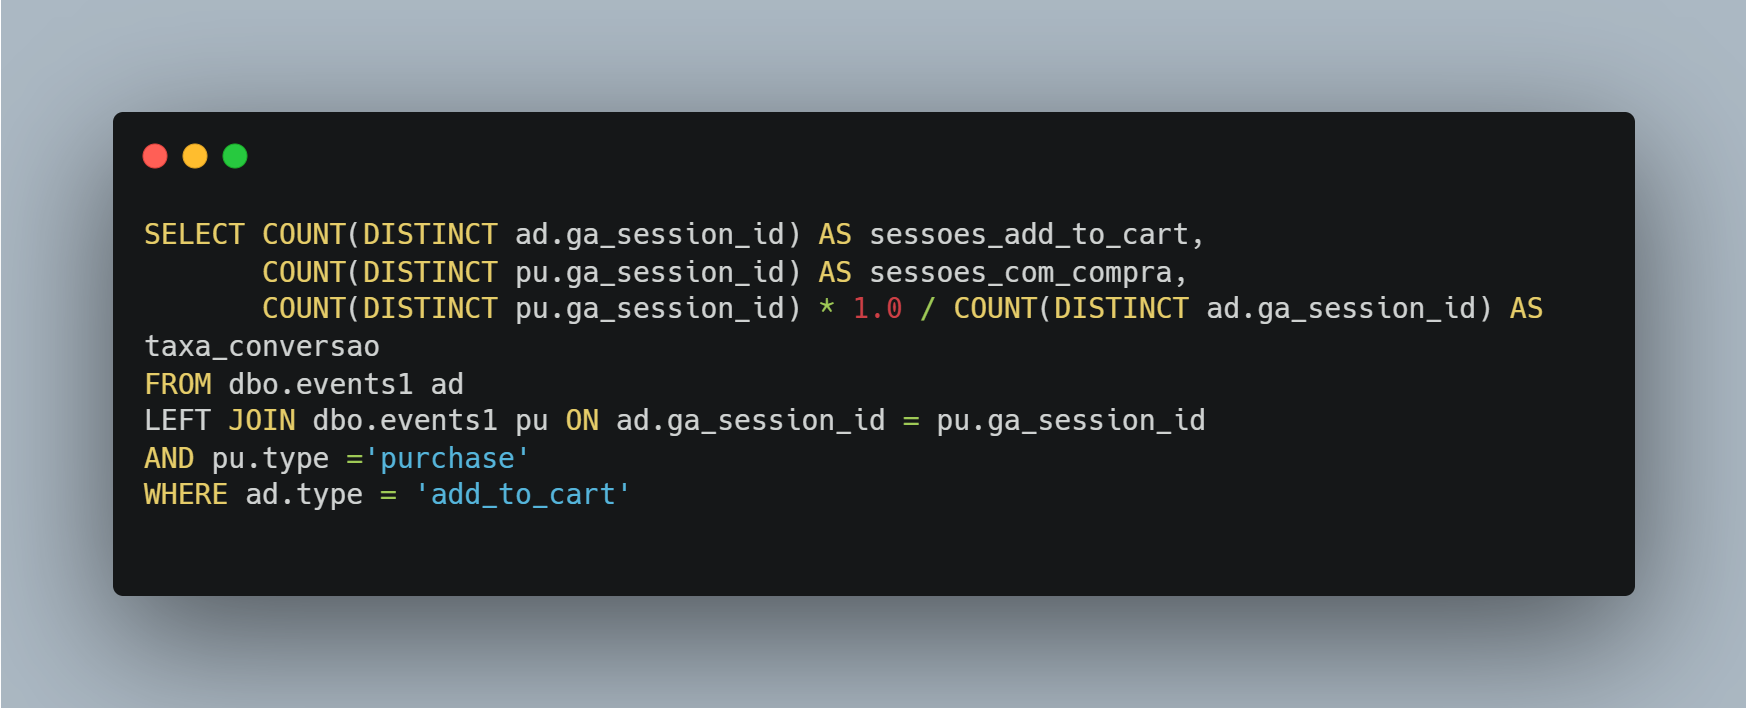 SELECT COUNT(DISTINCT ad.ga_session_id) AS sessoes_add_to_cart,
       COUNT(DISTINCT pu.ga_session_id) AS sessoes_com_compra,
       COUNT(DISTINCT pu.ga_session_id) * 1.0 / COUNT(DISTINCT ad.ga_session_id) AS
taxa_conversao
FROM dbo.events1 ad
LEFT JOIN dbo.events1 pu ON ad.ga_session_id = pu.ga_session_id
AND pu.type ='purchase'
WHERE ad.type = 'add_to_cart'